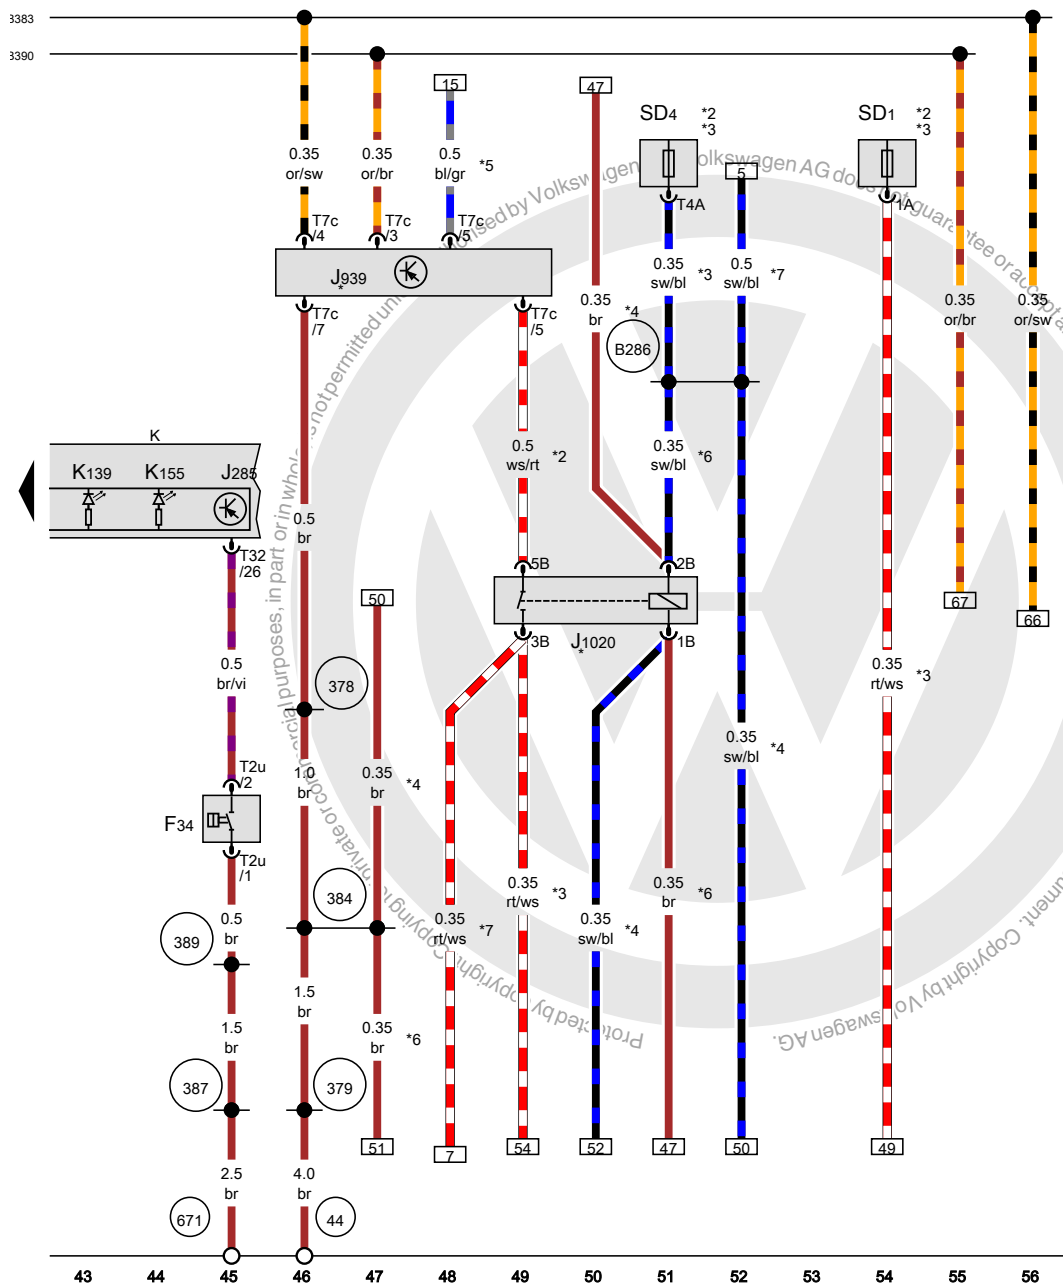 3383
3390
15
47
SD4
*2
*3
SD1
*2
*3
5
0.35
or/sw
0.35
or/br
0.5
bl/gr
*5
T7c
/4
T7c
/3
T7c
/5
T4A
1A
J939
*
T7c
/7
T7c
/5
0.35
br
0.35
sw/bl
*3
0.5
sw/bl
*7
0.35
or/br
0.35
or/sw
*4
B286
K
K139
K155
J285
0.5
ws/rt
*2
0.35
sw/bl
*6
0.5
br
T32
/26
5B
2B
50
67
66
3B
J1020
*
1B
0.5
br/vi
378
0.35
rt/ws
*3
1.0
br
0.35
br
*4
0.35
sw/bl
*4
T2u
/2
F34
T2u
/1
384
0.35
rt/ws
*3
0.35
br
*6
0.5
br
389
0.35
rt/ws
*7
0.35
sw/bl
*4
1.5
br
1.5
br
0.35
br
*6
387
379
51
7
54
52
47
50
49
2.5
br
4.0
br
671
44
43 44 45 46 47 48 49 50 51 52 53 54 55 56